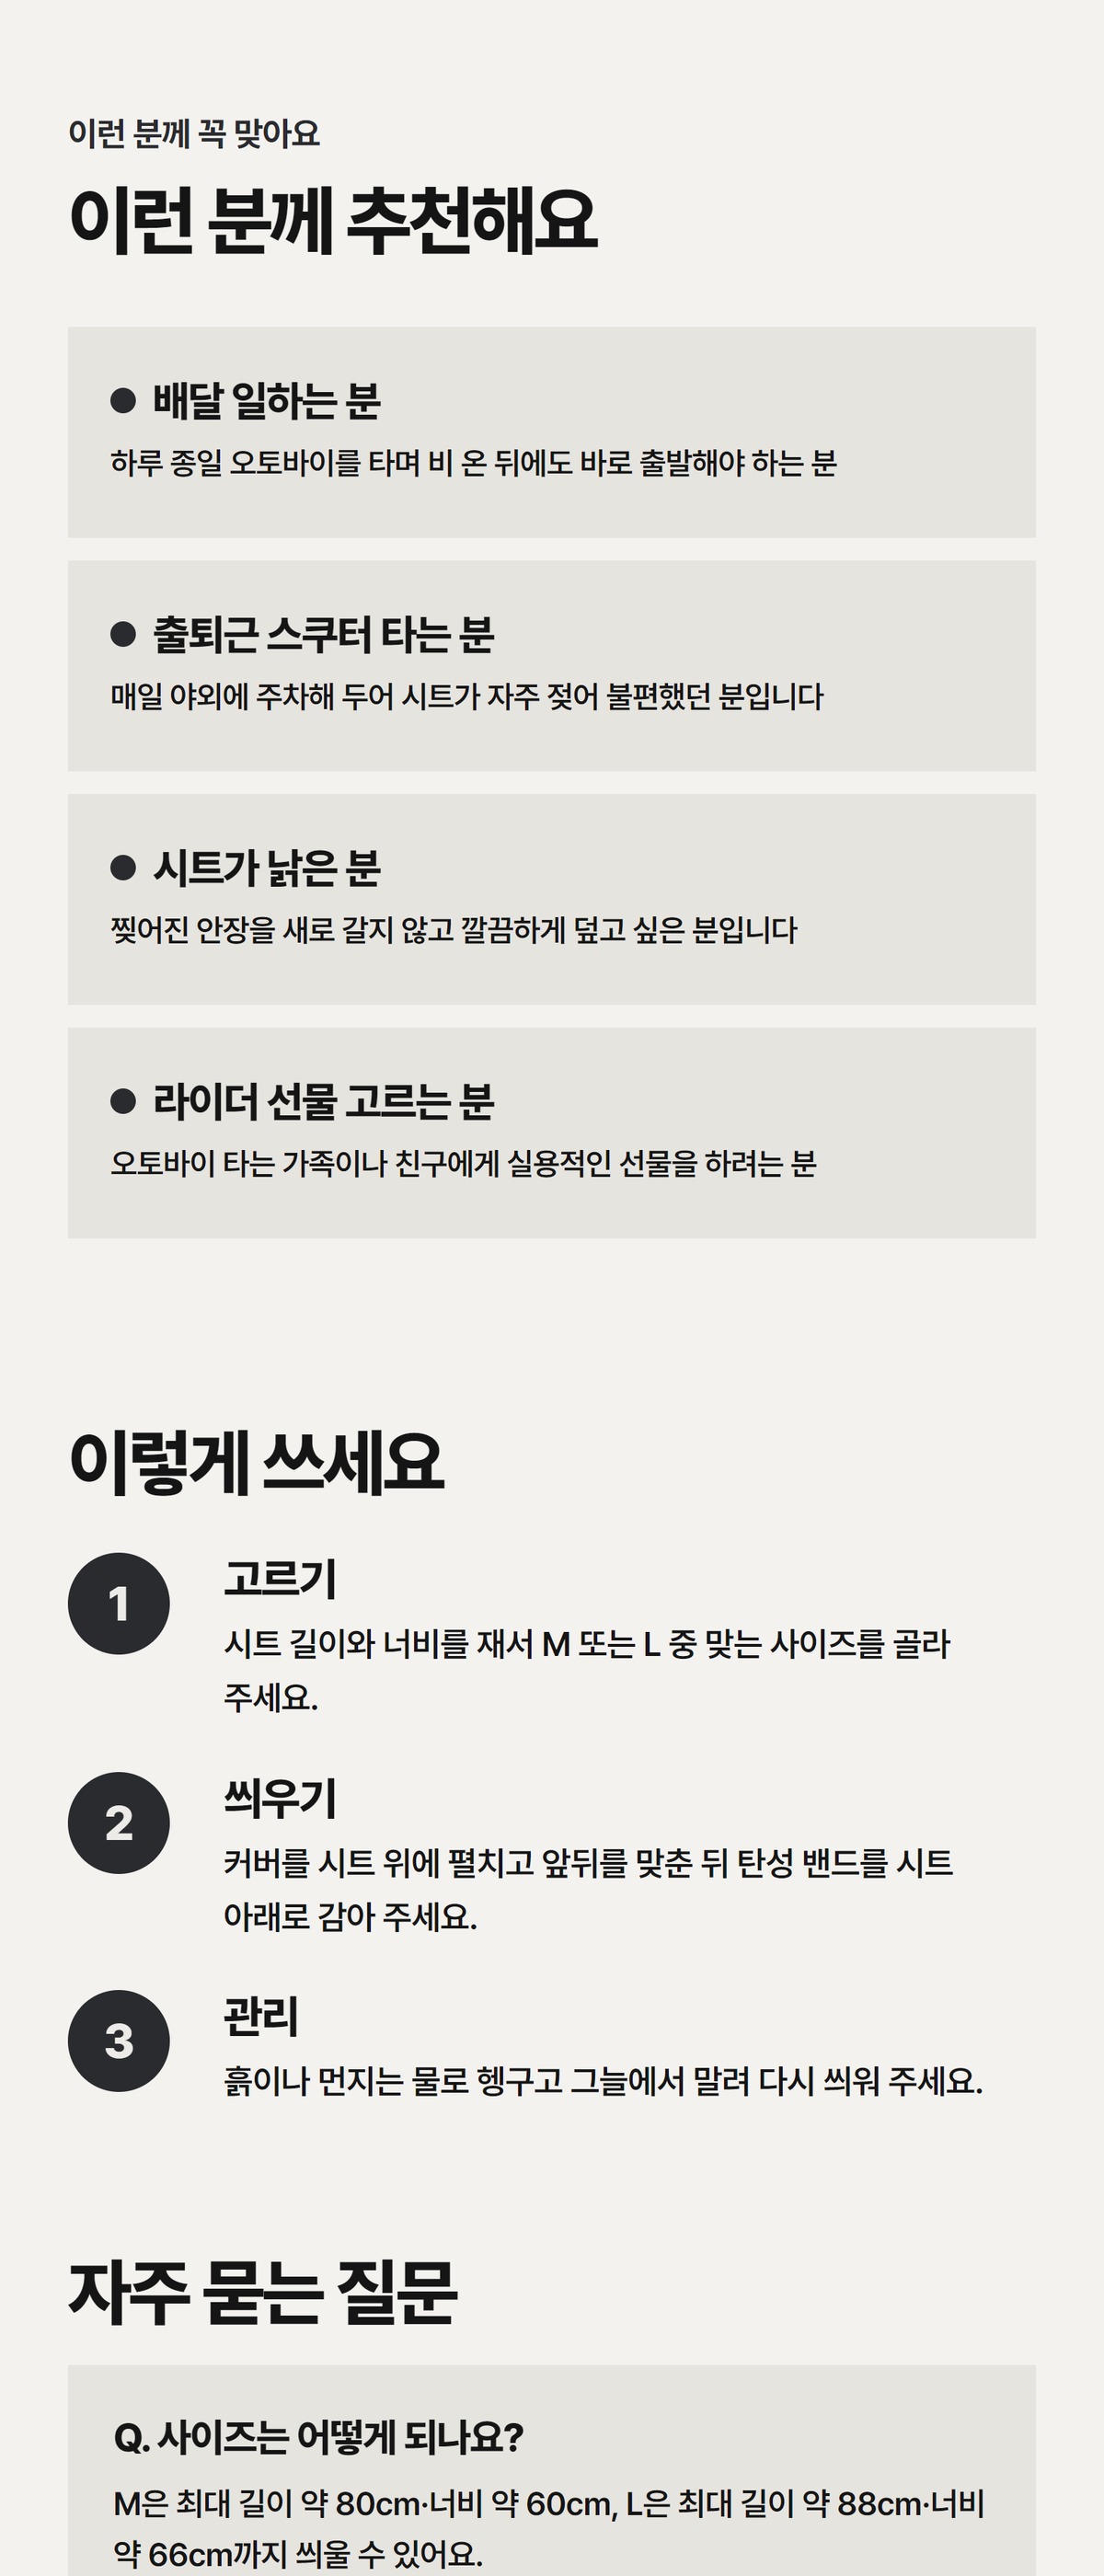 이런 분께 꼭 맞아요
이런 분께 추천해요
배달 일하는 분
하루 종일 오토바이를 타며 비 온 뒤에도 바로 출발해야 하는 분
출퇴근 스쿠터 타는 분
매일 야외에 주차해 두어 시트가 자주 젖어 불편했던 분입니다
시트가 낡은 분
찢어진 안장을 새로 갈지 않고 깔끔하게 덮고 싶은 분입니다
라이더 선물 고르는 분
오토바이 타는 가족이나 친구에게 실용적인 선물을 하려는 분
이렇게 쓰세요
1
고르기
시트 길이와 너비를 재서 M 또는 L 중 맞는 사이즈를 골라
주세요.
2
씌우기
커버를 시트 위에 펼치고 앞뒤를 맞춘 뒤 탄성 밴드를 시트
아래로 감아 주세요.
3
관리
흙이나 먼지는 물로 헹구고 그늘에서 말려 다시 씌워 주세요.
자주 묻는 질문
Q. 사이즈는 어떻게 되나요?
M은 최대 길이 약 80cm·너비 약 60cm, L은 최대 길이 약 88cm·너비
약 66cm까지 씌울 수 있어요.